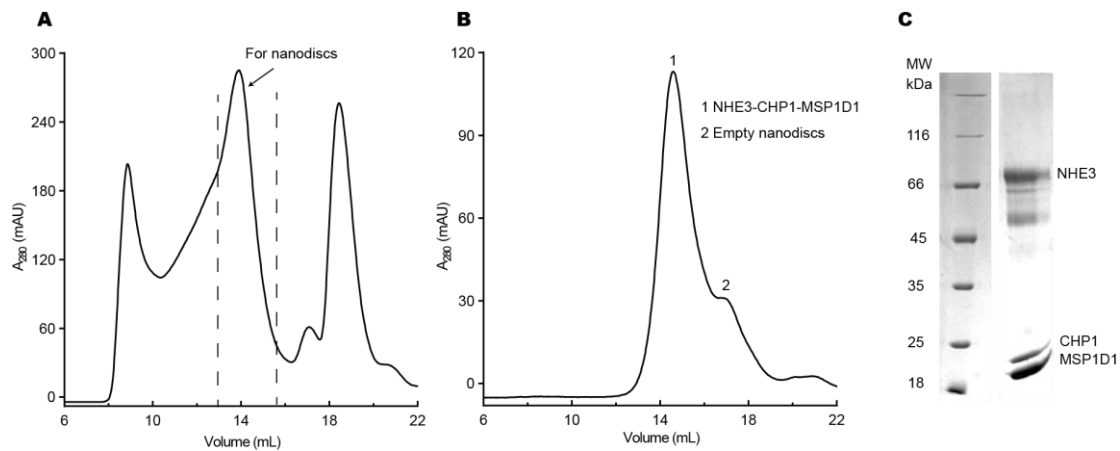 A
For nanodiscs
300
240
180
120
60
0
A280 (mAU)
6 10 14 18 22
Volume (mL)
B
1
2
1 NHE3-CHP1-MSP1D1
2 Empty nanodiscs
120
90
60
30
0
A280 (mAU)
6 10 14 18 22
Volume (mL)
C
MW
kDa
116
66
45
35
25
18
NHE3
CHP1
MSP1D1